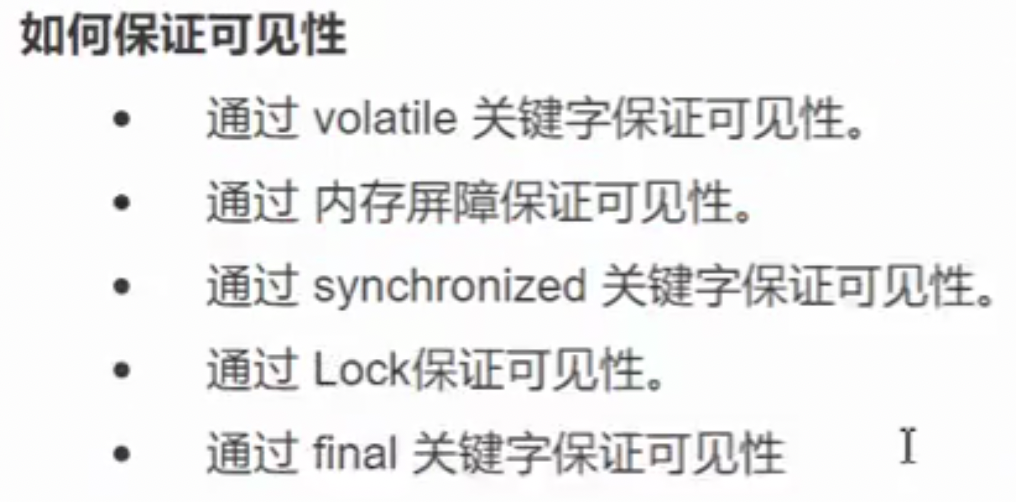 如何保证可见性
• 通过 volatile 关键字保证可见性。
• 通过 内存屏障保证可见性。
• 通过 synchronized 关键字保证可见性。
• 通过 Lock保证可见性。
• 通过 final 关键字保证可见性